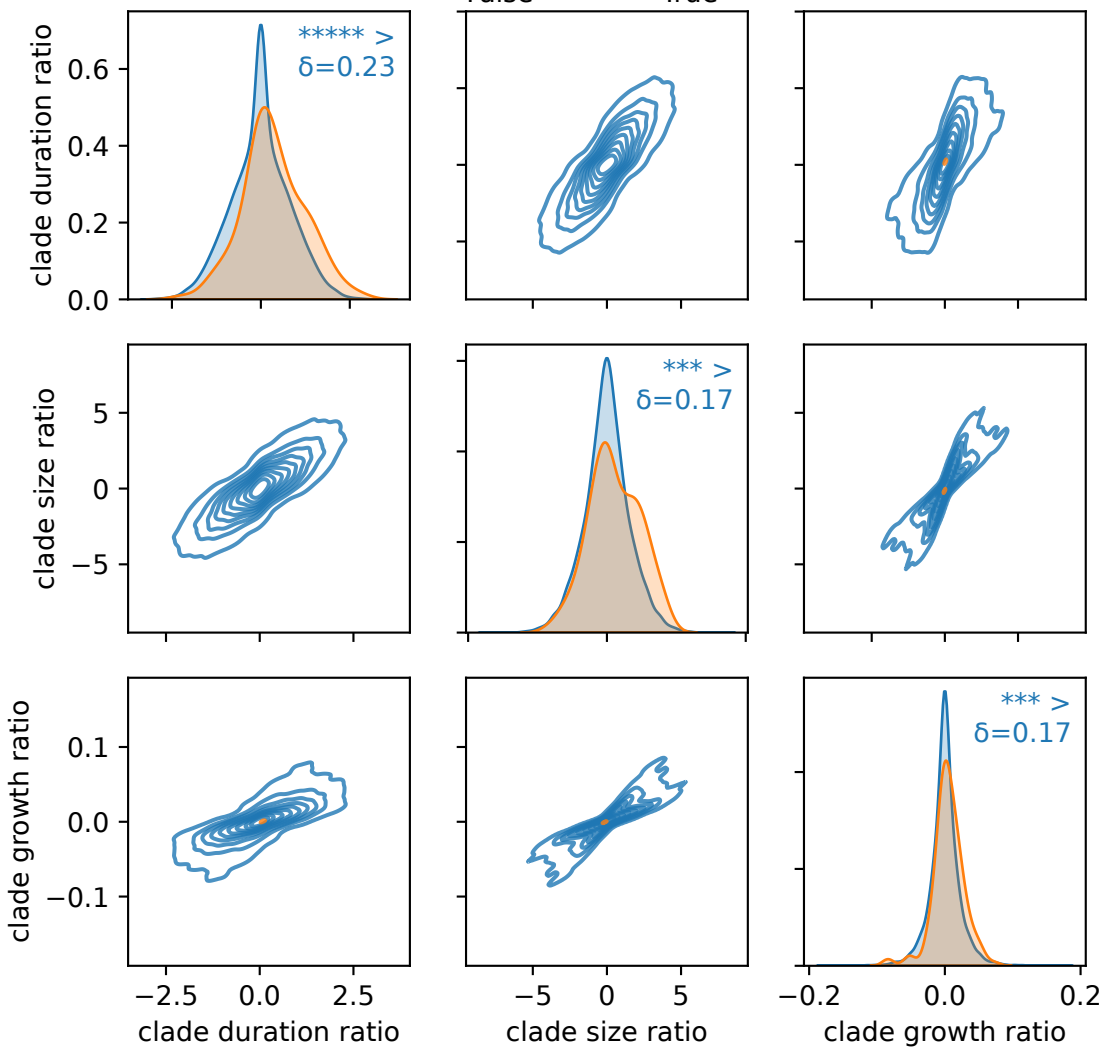 clade duration ratio
0.6
0.4
0.2
0.0
***** >
δ=0.23
clade size ratio
5
0
−5
*** >
δ=0.17
clade growth ratio
0.1
0.0
−0.1
*** >
δ=0.17
−2.5 0.0 2.5
−5 0 5
−0.2 0.0 0.2
clade duration ratio
clade size ratio
clade growth ratio